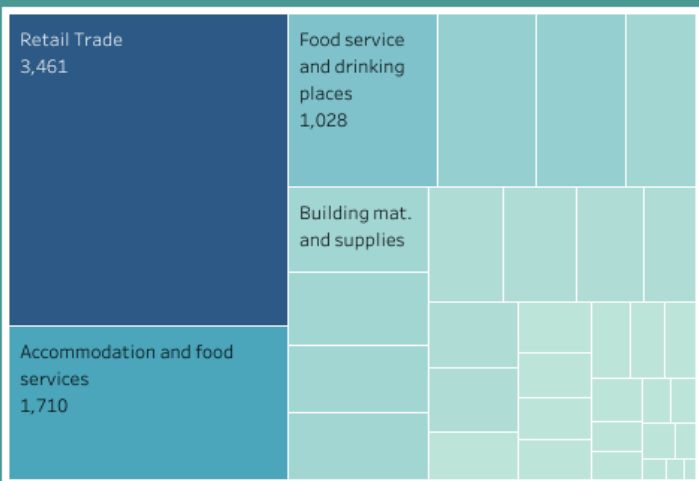 Retail Trade
3,461
Food service
and drinking
places
1,028
Building mat.
and supplies
Accommodation and food
services
1,710